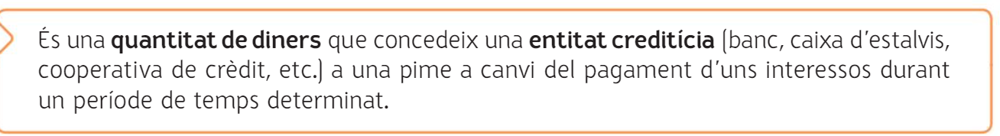 És una quantitat de diners que concedeix una entitat creditícia (banc, caixa d'estalvis,
cooperativa de crèdit, etc.) a una pime a canvi del pagament d'uns interessos durant
un període de temps determinat.